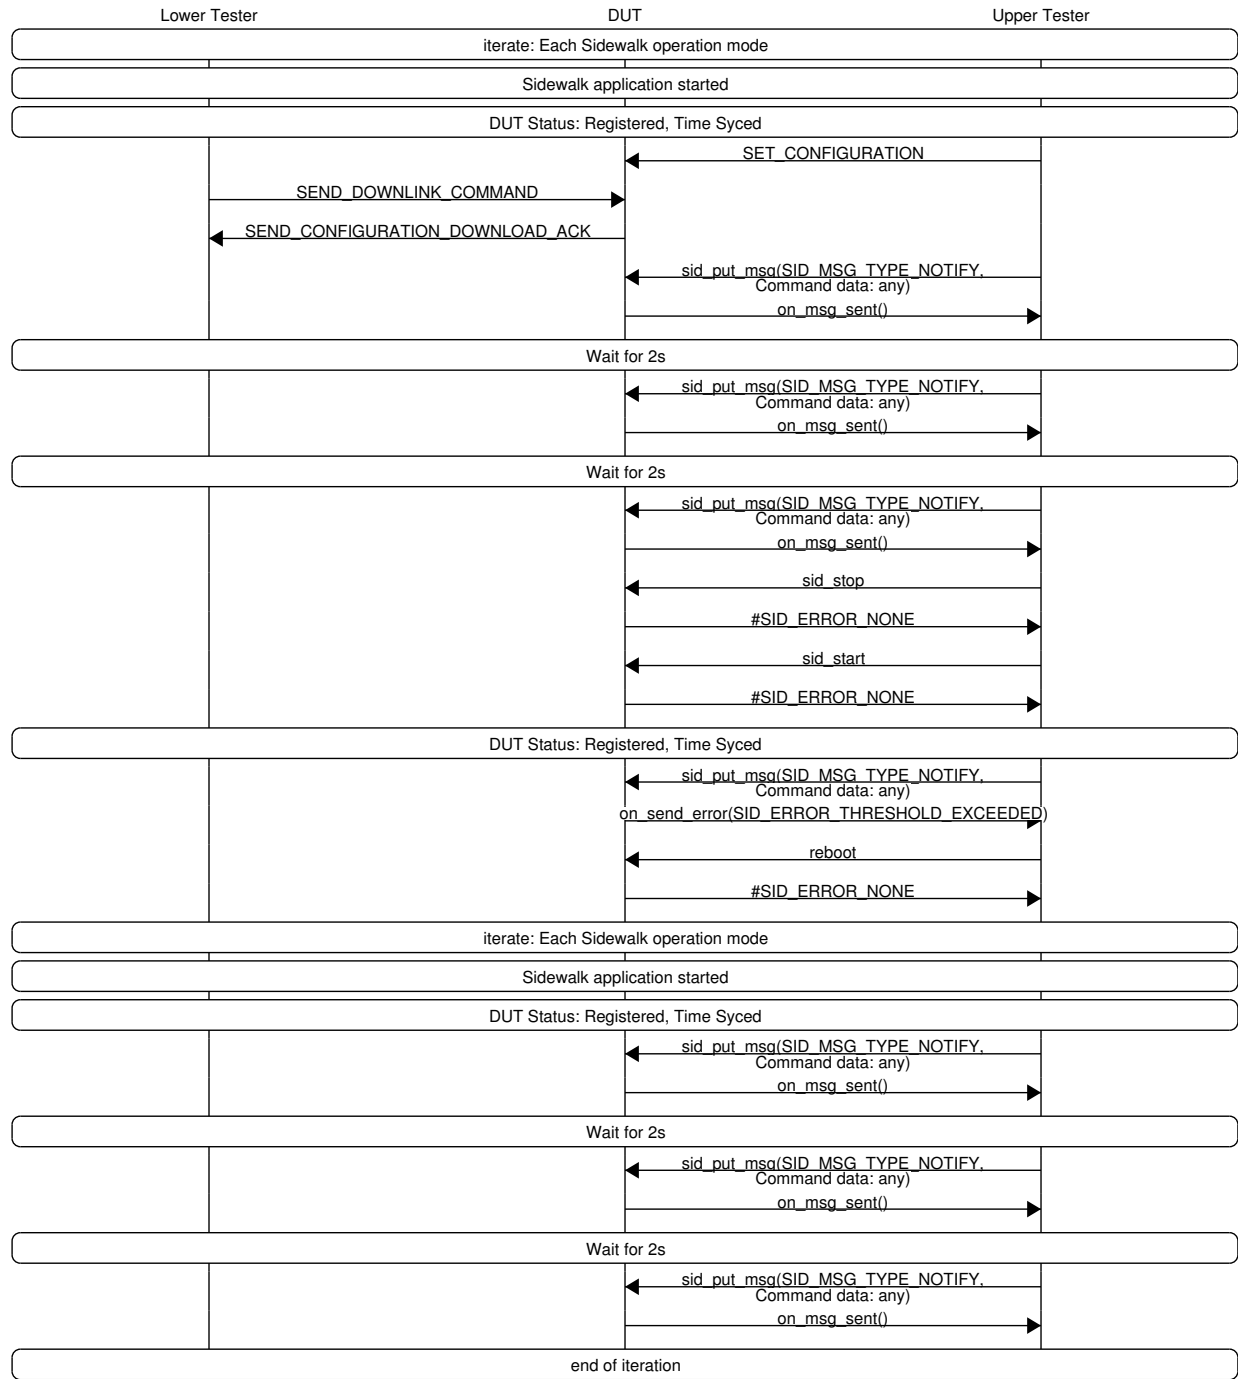 Lower Tester DUT Upper Tester
iterate: Each Sidewalk operation mode
Sidewalk application started
DUT Status: Registered, Time Syced
SET_CONFIGURATION
SEND_DOWNLINK_COMMAND
SEND_CONFIGURATION_DOWNLOAD_ACK
sid_put_msg(SID_MSG_TYPE_NOTIFY,
Command data: any)
on_msg_sent()
Wait for 2s
sid_put_msg(SID_MSG_TYPE_NOTIFY,
Command data: any)
on_msg_sent()
Wait for 2s
sid_put_msg(SID_MSG_TYPE_NOTIFY,
Command data: any)
on_msg_sent()
sid_stop
#SID_ERROR_NONE
sid_start
#SID_ERROR_NONE
DUT Status: Registered, Time Syced
sid_put_msg(SID_MSG_TYPE_NOTIFY,
Command data: any)
on_send_error(SID_ERROR_THRESHOLD_EXCEEDED)
reboot
#SID_ERROR_NONE
iterate: Each Sidewalk operation mode
Sidewalk application started
DUT Status: Registered, Time Syced
sid_put_msg(SID_MSG_TYPE_NOTIFY,
Command data: any)
on_msg_sent()
Wait for 2s
sid_put_msg(SID_MSG_TYPE_NOTIFY,
Command data: any)
on_msg_sent()
Wait for 2s
sid_put_msg(SID_MSG_TYPE_NOTIFY,
Command data: any)
on_msg_sent()
end of iteration